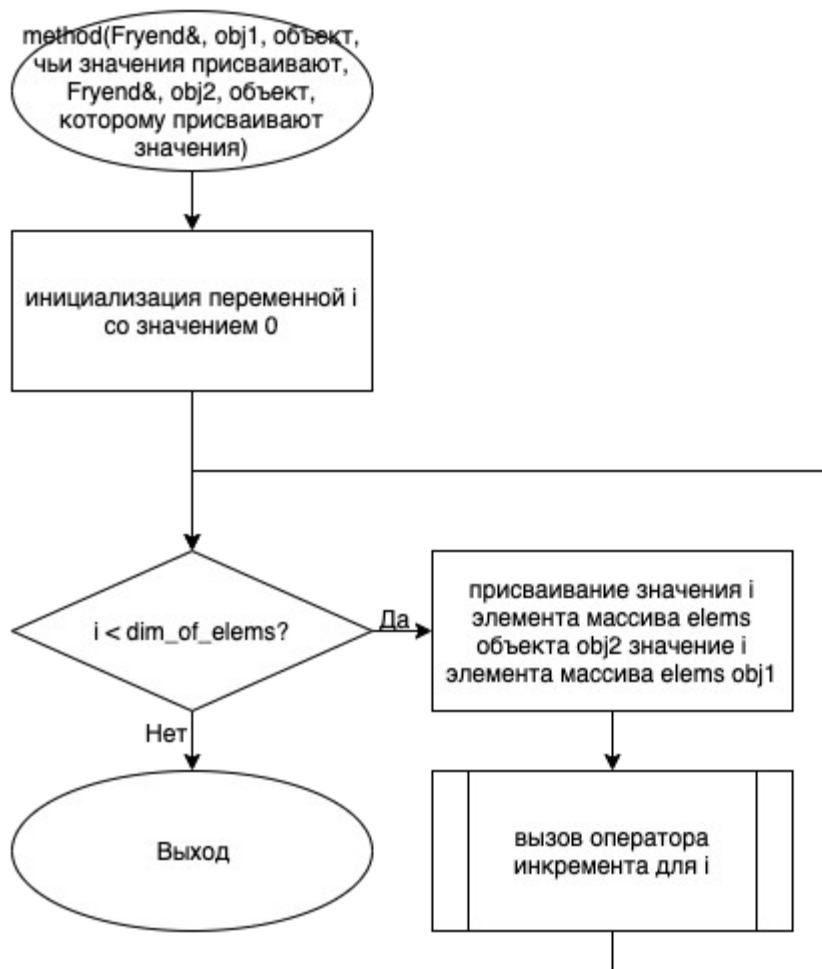 method(Fryend&, obj1, объект,
чьи значения присваивают,
Fryend&, obj2, объект,
которому присваивают
значения)
инициализация переменной i
со значением 0
i < dim_of_elems?
Да
присваивание значения i
элемента массива elems
объекта obj2 значение i
элемента массива elems obj1
Нет
Выход
вызов оператора
инкремента для i